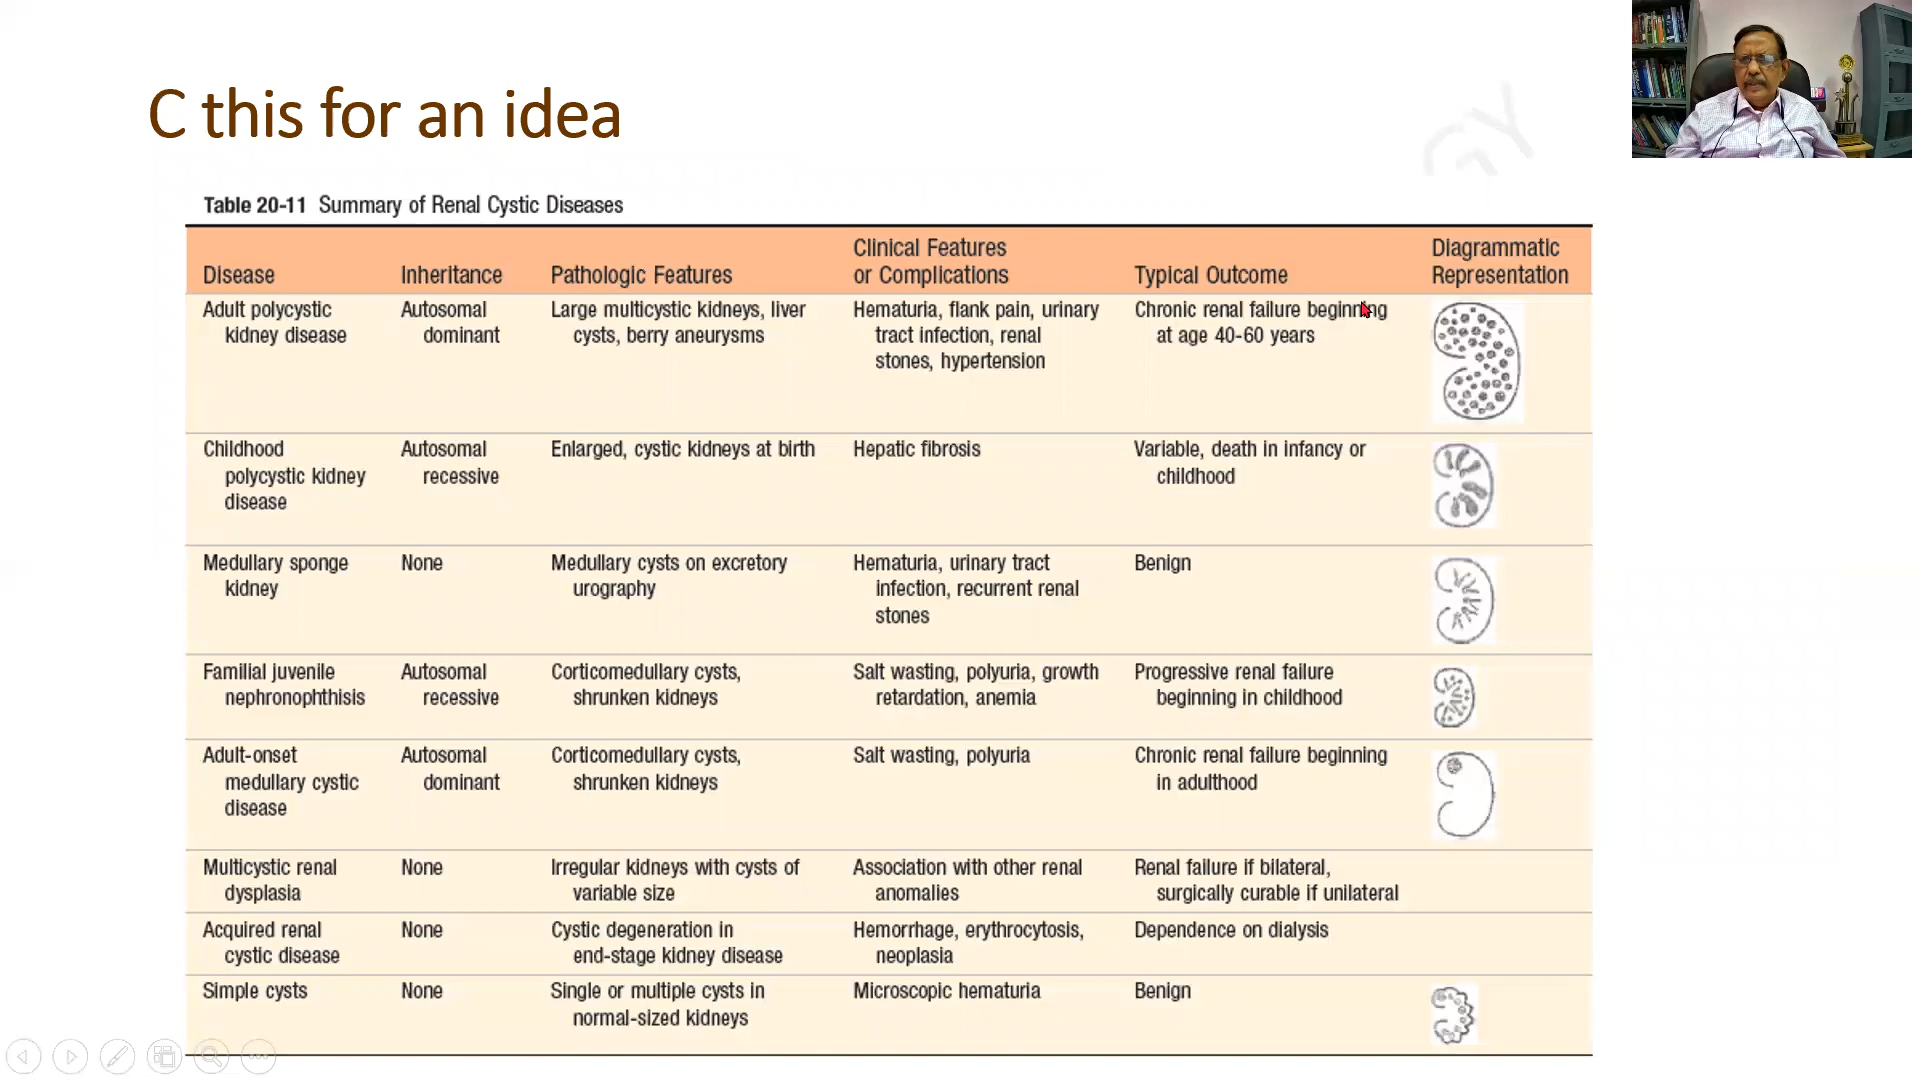 C this for an idea
GY
Table 20-11 Summary of Renal Cystic Diseases
Disease Inheritance Pathologic Features Clinical Features or Complications Typical Outcome Diagrammatic Representation
Adult polycystic Autosomal Large multicystic kidneys, liver Hematuria, flank pain, urinary Chronic renal failure beginning
kidney disease dominant cysts, berry aneurysms tract infection, renal at age 40-60 years
stones, hypertension
Childhood Autosomal Enlarged, cystic kidneys at birth Hepatic fibrosis Variable, death in infancy or
polycystic kidney recessive childhood
disease
Medullary sponge None Medullary cysts on excretory Hematuria, urinary tract Benign
kidney urography infection, recurrent renal
stones
Familial juvenile Autosomal Corticomedullary cysts, Salt wasting, polyuria, growth Progressive renal failure
nephronophthisis recessive shrunken kidneys retardation, anemia beginning in childhood
Adult-onset Autosomal Corticomedullary cysts, Salt wasting, polyuria Chronic renal failure beginning
medullary cystic dominant shrunken kidneys in adulthood
disease
Multicystic renal None Irregular kidneys with cysts of Association with other renal Renal failure if bilateral,
dysplasia variable size anomalies surgically curable if unilateral
Acquired renal None Cystic degeneration in Hemorrhage, erythrocytosis, Dependence on dialysis
cystic disease end-stage kidney disease neoplasia
Simple cysts None Single or multiple cysts in Microscopic hematuria Benign
normal-sized kidneys